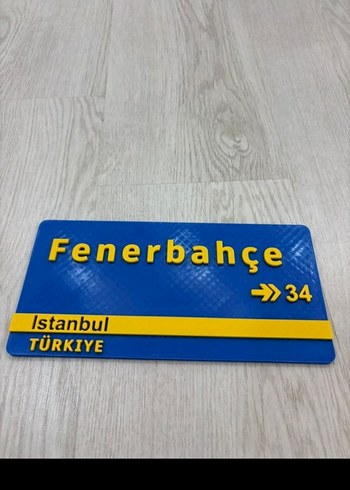 Fenerbahçe
34
Istanbul
TÜRKIYE